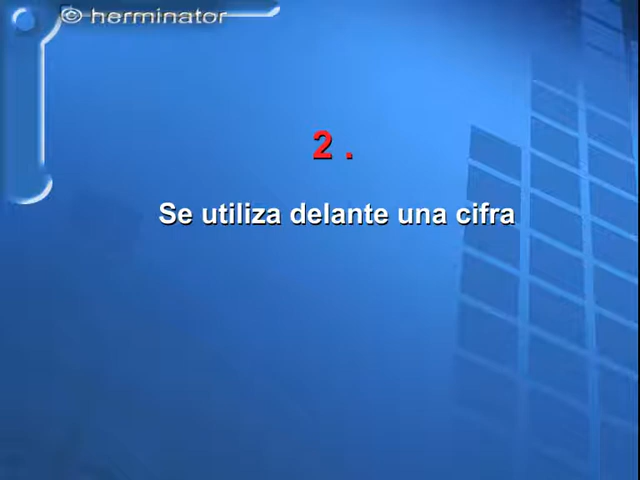 © herminator
2 .
Se utiliza delante una cifra